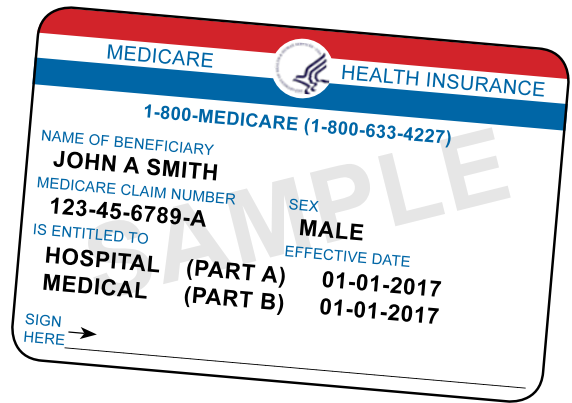 MEDICARE HEALTH INSURANCE
1-800-MEDICARE (1-800-633-4227)
NAME OF BENEFICIARY
JOHN A SMITH
MEDICARE CLAIM NUMBER SEX
123-45-6789-A MALE
IS ENTITLED TO EFFECTIVE DATE
HOSPITAL (PART A) 01-01-2017
MEDICAL (PART B) 01-01-2017
SIGN
HERE
SAMPLE